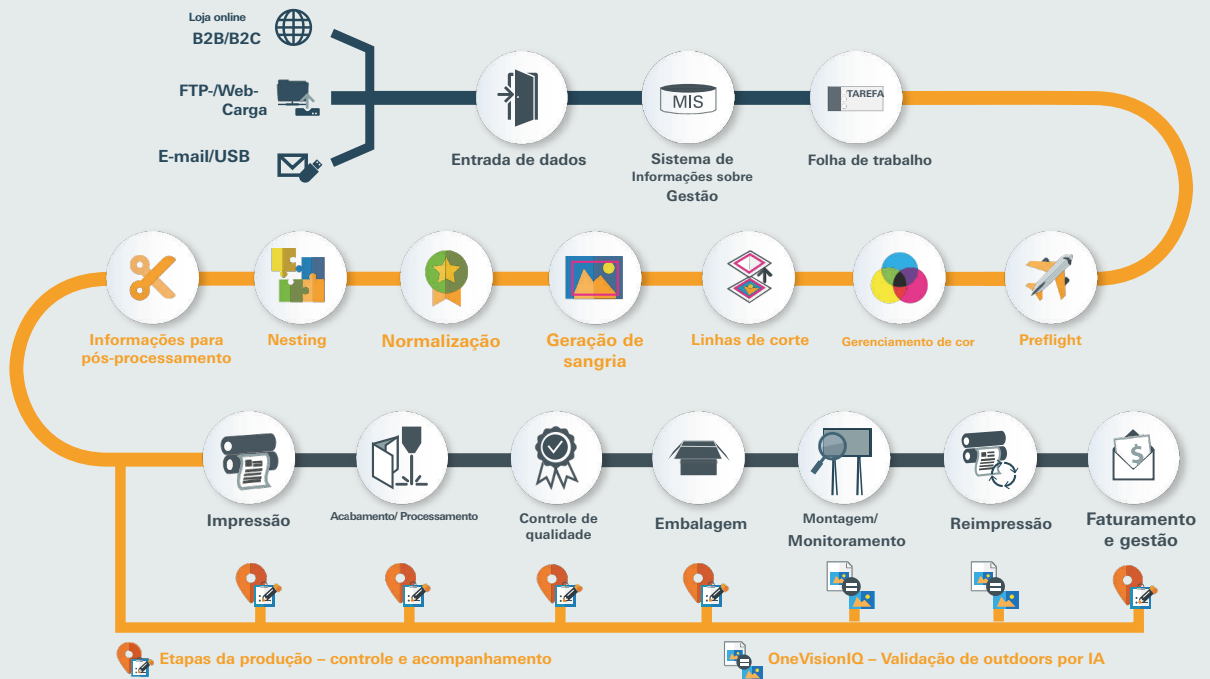 Loja online
B2B/B2C
FTP-/Web-
Carga
E-mail/USB
MIS
TAREFA
Entrada de dados
Sistema de
Informações sobre
Gestão
Folha de trabalho
Informações para
pós-processamento
Nesting
Normalização
Geração de
sangria
Linhas de corte
Gerenciamento de cor
Preflight
$
Impressão
Acabamento/ Processamento
Controle de
qualidade
Embalagem
Montagem/
Monitoramento
Reimpressão
Faturamento
e gestão
Etapas da produção – controle e acompanhamento
OneVisionIQ – Validação de outdoors por IA